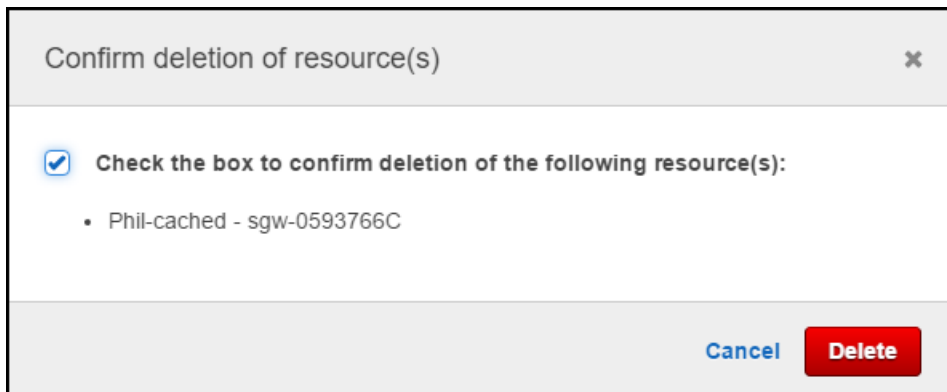 Confirm deletion of resource(s)
Check the box to confirm deletion of the following resource(s):
• Phil-cached - sgw-0593766C
Cancel
Delete